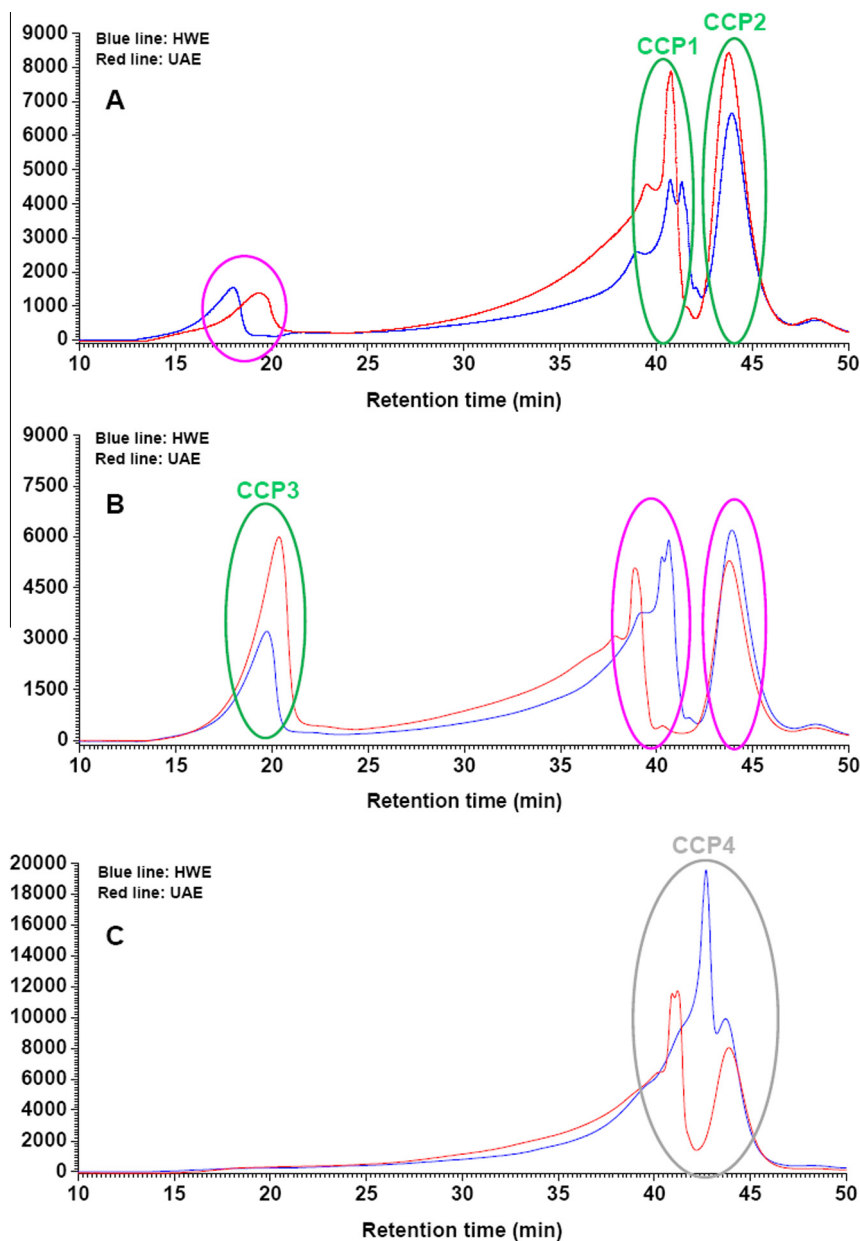 CCP1
CCP2
9000
8000
7000
6000
5000
4000
3000
2000
1000
0
Blue line: HWE
Red line: UAE
A
10 15 20 25 30 35 40 45 50
Retention time (min)
9000
7500
6000
4500
3000
1500
0
Blue line: HWE
Red line: UAE
B
CCP3
10 15 20 25 30 35 40 45 50
Retention time (min)
20000
18000
16000
14000
12000
10000
8000
6000
4000
2000
0
Blue line: HWE
Red line: UAE
C
CCP4
10 15 20 25 30 35 40 45 50
Retention time (min)